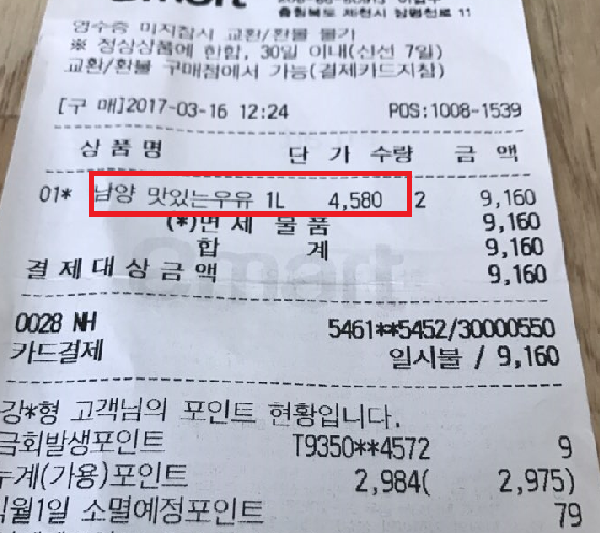 영수증 미지참시 교환/환불 불가
※ 정상상품에 한함, 30일 이내(신선 7일)
교환/환불 구매점에서 가능(결제카드지참)
[구 매]2017-03-16 12:24 POS:1008-1539
상품명 단가 수량 금액
01* 남양 맛있는우유 1L 4,580 2 9,160
(*)면세물품 9,160
합계 9,160
결제대상금액 9,160
0028 NH 5461**5452/30000550
카드결제 일시불 / 9,160
강*형 고객님의 포인트 현황입니다.
금회발생포인트 T9350**4572 9
누계(가용)포인트 2,984( 2,975)
익월1일 소멸예정포인트 79